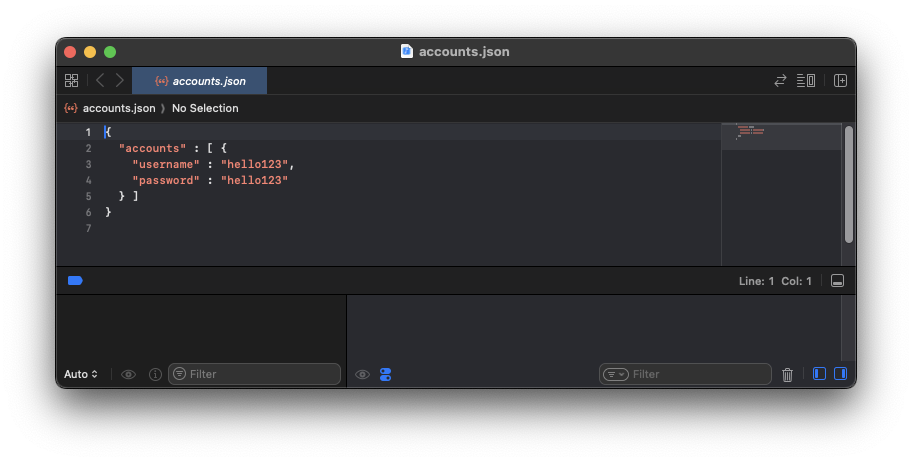 accounts.json
accounts.json
accounts.json No Selection
1 {
2 "accounts" : [ {
3 "username" : "hello123",
4 "password" : "hello123"
5 } ]
6 }
7
Line: 1 Col: 1
Auto Filter Filter